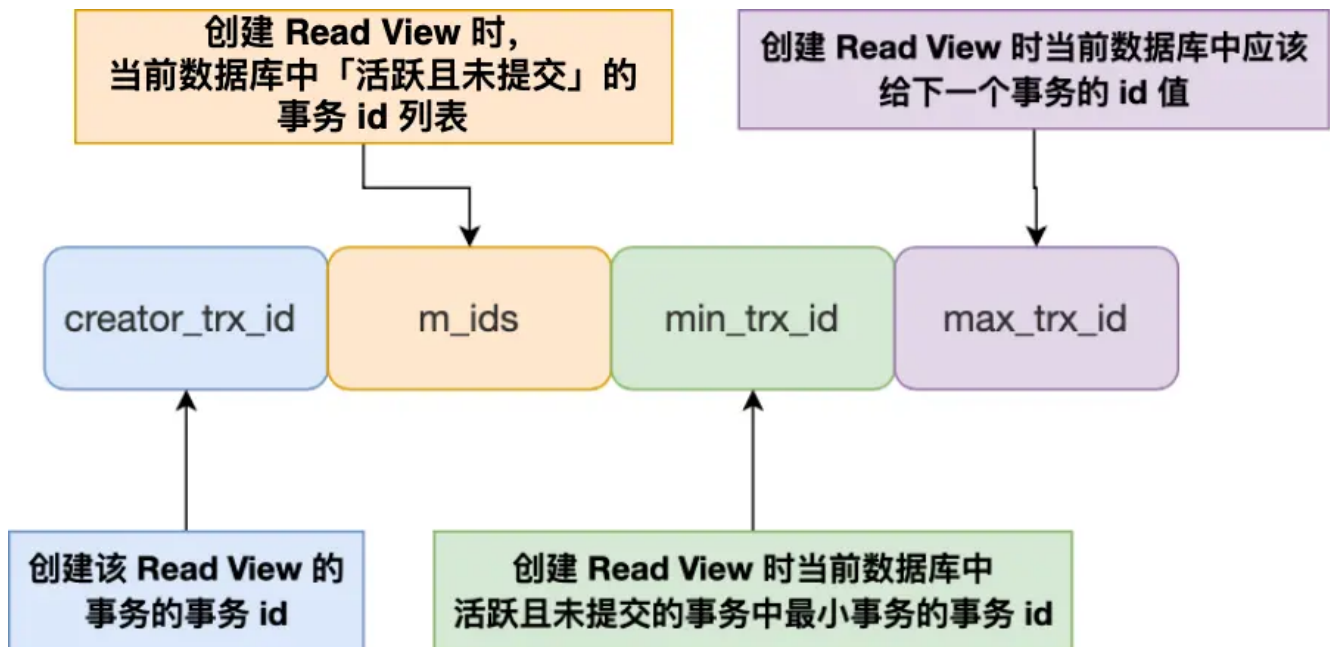 创建 Read View 时，
当前数据库中「活跃且未提交」的
事务 id 列表
创建 Read View 时当前数据库中应该
给下一个事务的 id 值
creator_trx_id
m_ids
min_trx_id
max_trx_id
创建该 Read View 的
事务的事务 id
创建 Read View 时当前数据库中
活跃且未提交的事务中最小事务的事务 id